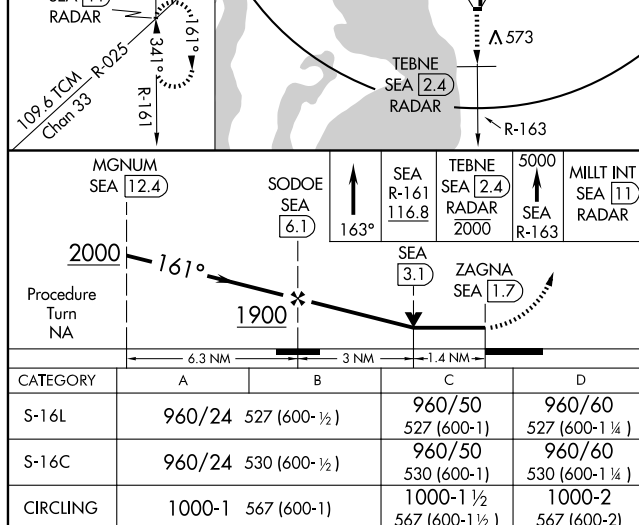 SEA
RADAR
161°
341°
R-161
R-025
109.6 TCM
Chan 33
573
TEBNE
SEA 2.4
RADAR
R-163
MGNUM
SEA 12.4
SODOE
SEA
6.1
163°
SEA
R-161
116.8
TEBNE
SEA 2.4
RADAR
2000
5000
SEA
R-163
MILLT INT
SEA 11
RADAR
2000
161°
1900
SEA
3.1
ZAGNA
SEA 1.7
Procedure
Turn
NA
6.3 NM 3 NM 1.4 NM
CATEGORY A B C D
S-16L 960/24 527 (600-½) 960/50 527 (600-1) 960/60 527 (600-1¼)
S-16C 960/24 530 (600-½) 960/50 530 (600-1) 960/60 530 (600-1¼)
CIRCLING 1000-1 567 (600-1) 1000-1½ 567 (600-1½) 1000-2 567 (600-2)